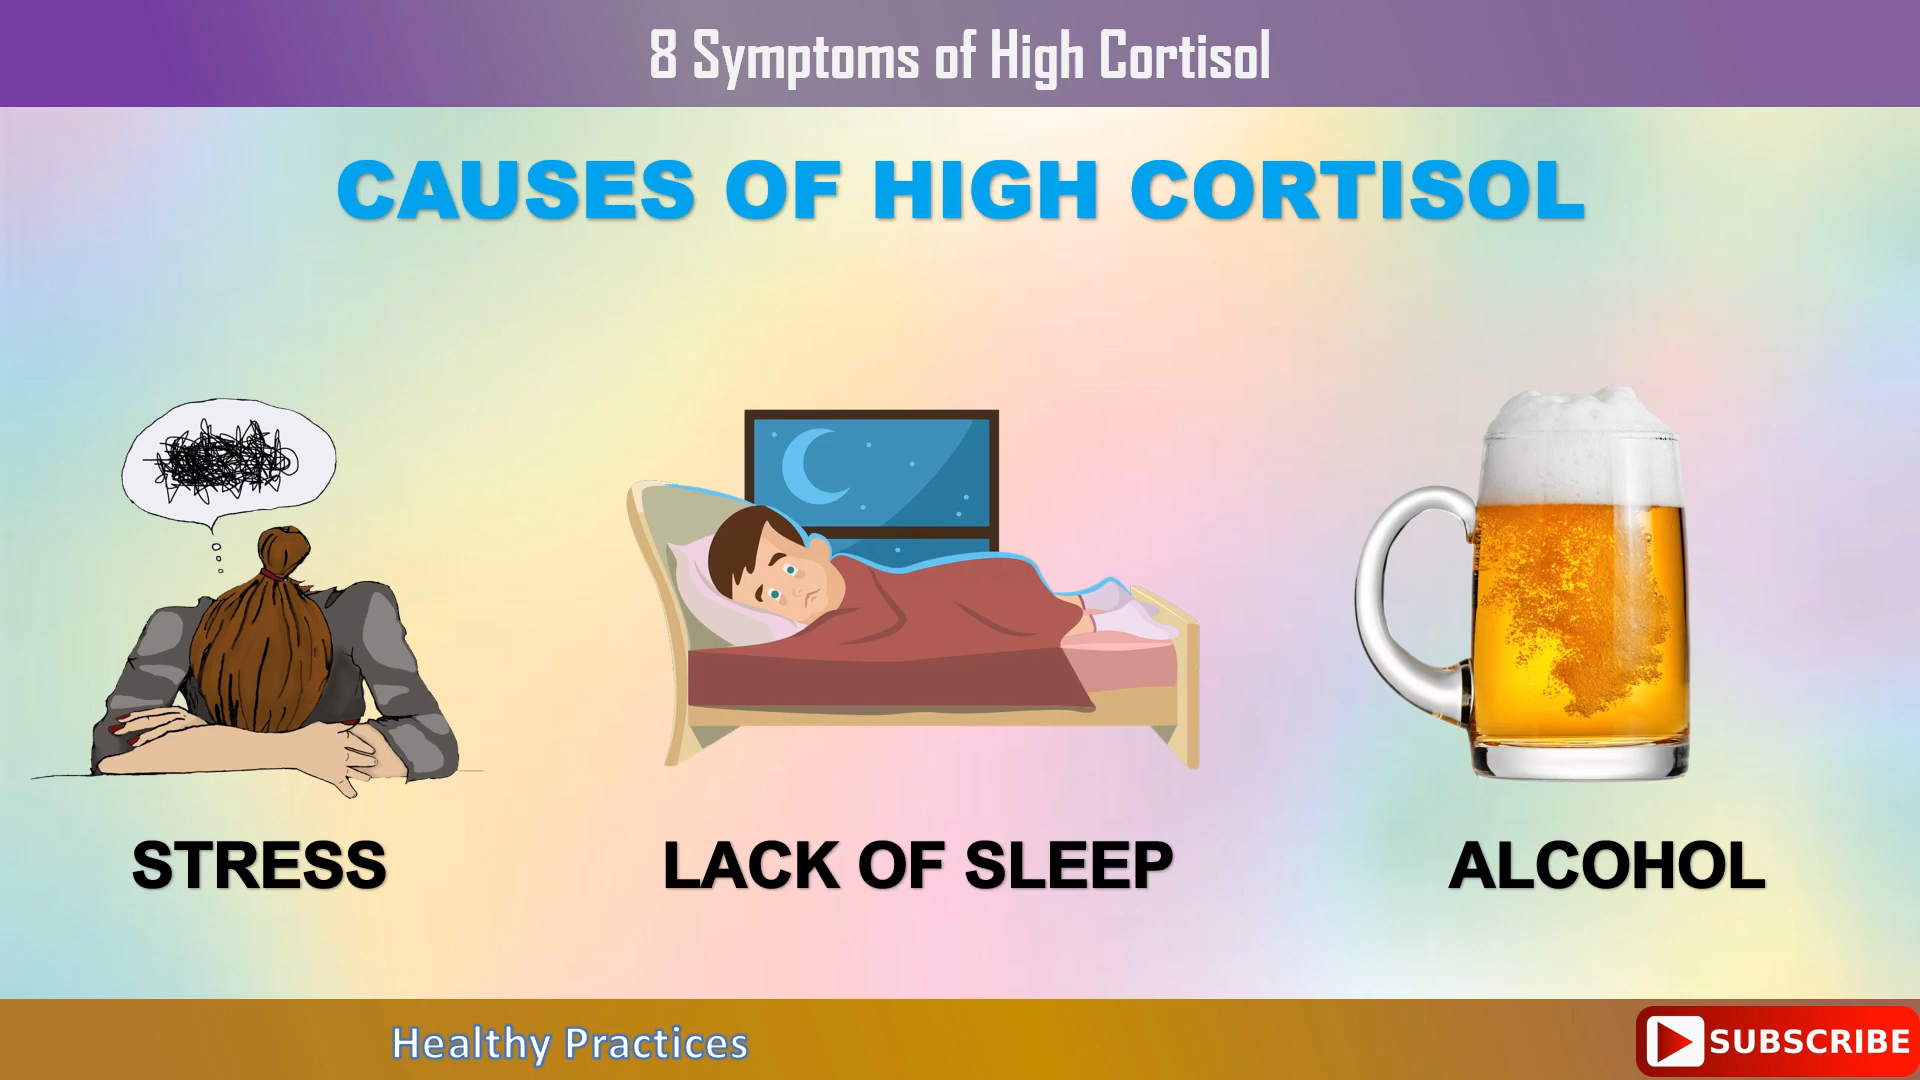 8 Symptoms of High Cortisol
CAUSES OF HIGH CORTISOL
STRESS
LACK OF SLEEP
ALCOHOL
Healthy Practices
SUBSCRIBE